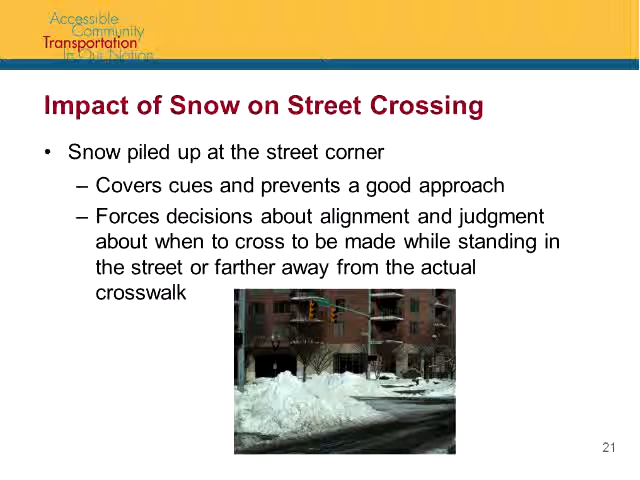 Accessible
Community
Transportation
In Our Nation
Impact of Snow on Street Crossing
• Snow piled up at the street corner
– Covers cues and prevents a good approach
– Forces decisions about alignment and judgment
about when to cross to be made while standing in
the street or farther away from the actual
crosswalk
21